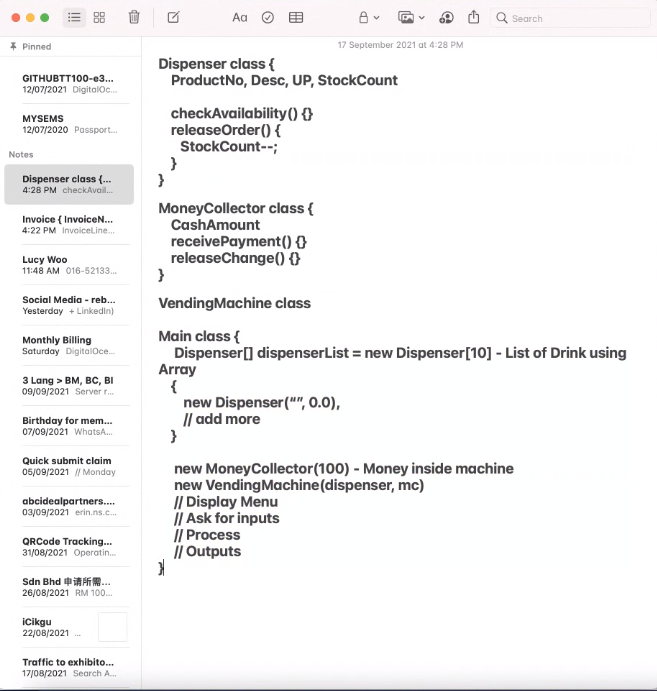 Aa
Search
Pinned
GITHUBTT100-e3...
12/07/2021 DigitalOce...
MYSEMS
12/07/2020 Passport...
Notes
Dispenser class {...
4:28 PM checkAvail...
Invoice { InvoiceN...
4:22 PM InvoiceLine...
Lucy Woo
11:48 AM 016-52133...
Social Media - reb...
Yesterday + LinkedIn)
Monthly Billing
Saturday DigitalOce...
3 Lang > BM, BC, BI
09/09/2021 Server r...
Birthday for mem...
07/09/2021 WhatsA...
Quick submit claim
05/09/2021 // Monday
abcidealpartners....
03/09/2021 erin.ns.c...
QRCode Tracking...
31/08/2021 Operatin...
Sdn Bhd 申请所需...
26/08/2021 RM 100...
iCikgu
22/08/2021 ...
Traffic to exhibito...
17/08/2021 Search A...
17 September 2021 at 4:28 PM
Dispenser class {
ProductNo, Desc, UP, StockCount
checkAvailability() {}
releaseOrder() {
StockCount--;
}
}
MoneyCollector class {
CashAmount
receivePayment() {}
releaseChange() {}
}
VendingMachine class
Main class {
Dispenser[] dispenserList = new Dispenser[10] - List of Drink using
Array
{
new Dispenser(“”, 0.0),
// add more
}
new MoneyCollector(100) - Money inside machine
new VendingMachine(dispenser, mc)
// Display Menu
// Ask for inputs
// Process
// Outputs
}